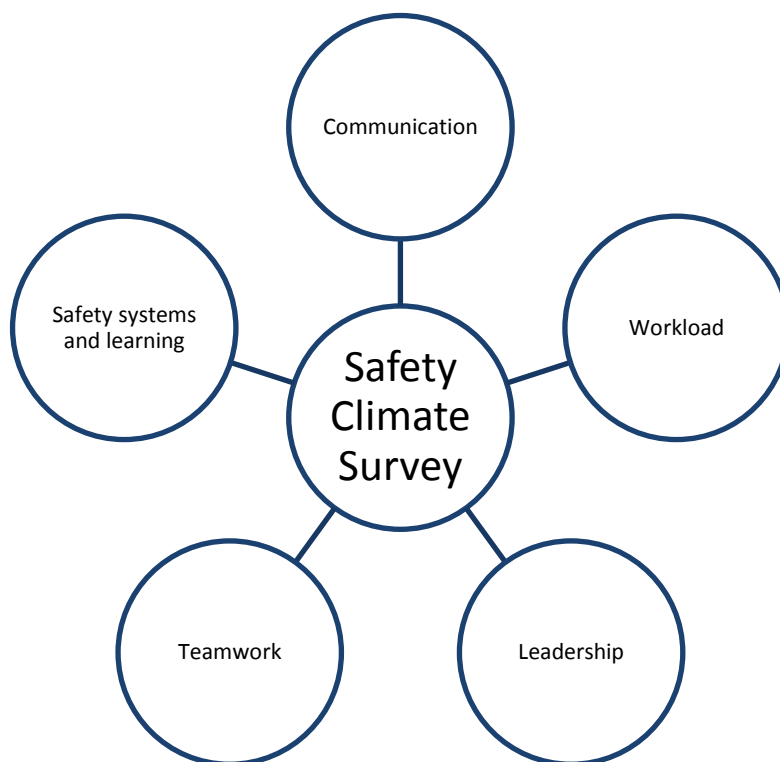 Communication
Safety systems
and learning
Workload
Safety
Climate
Survey
Teamwork
Leadership